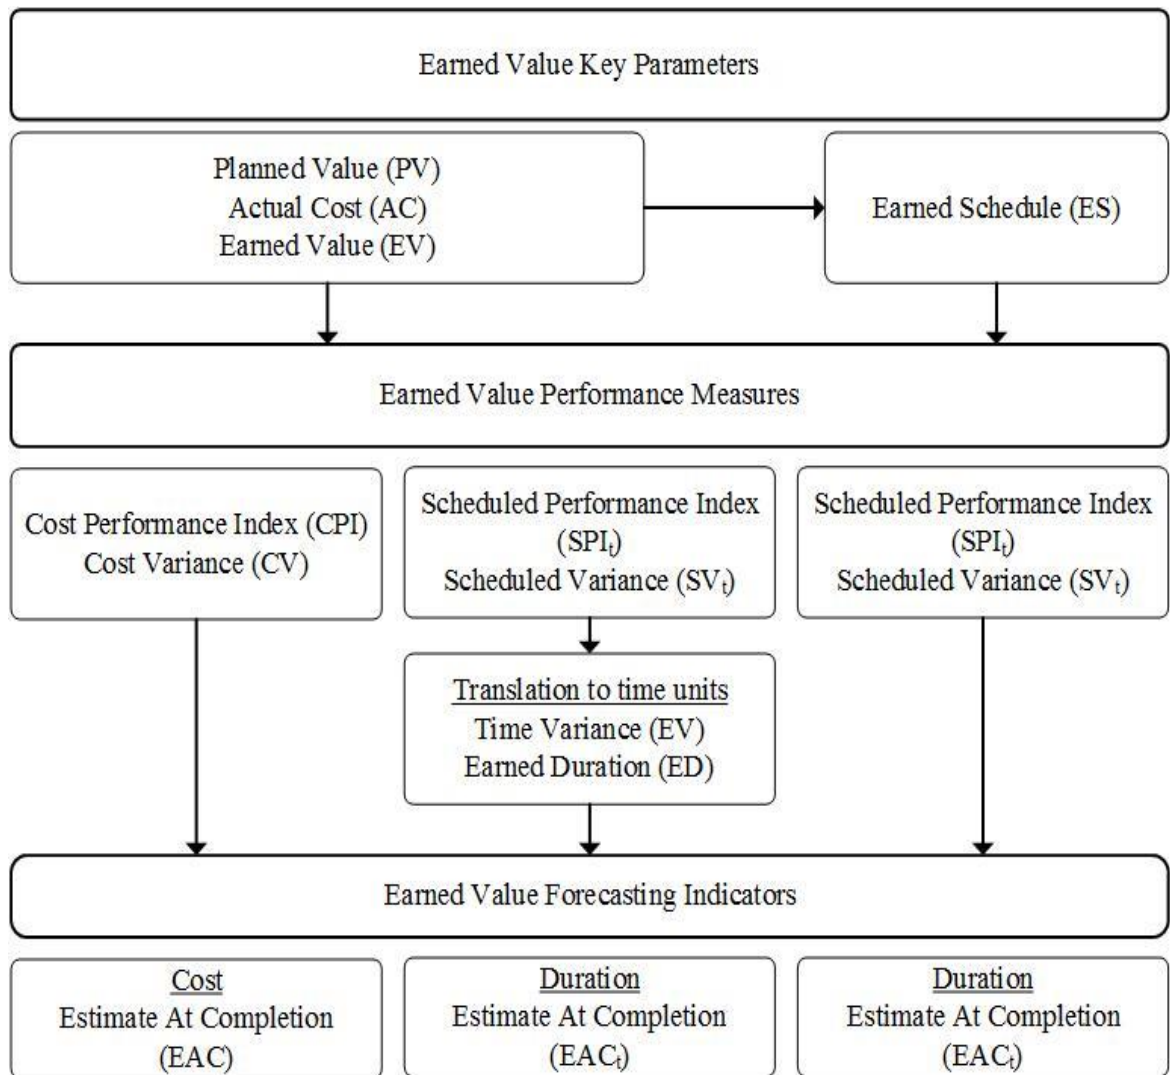 Earned Value Key Parameters
Planned Value (PV)
Actual Cost (AC)
Earned Value (EV)
Earned Schedule (ES)
Earned Value Performance Measures
Cost Performance Index (CPI)
Cost Variance (CV)
Scheduled Performance Index
(SPIₜ)
Scheduled Variance (SVₜ)
Scheduled Performance Index
(SPIₜ)
Scheduled Variance (SVₜ)
Translation to time units
Time Variance (EV)
Earned Duration (ED)
Earned Value Forecasting Indicators
Cost
Estimate At Completion
(EAC)
Duration
Estimate At Completion
(EACₜ)
Duration
Estimate At Completion
(EACₜ)